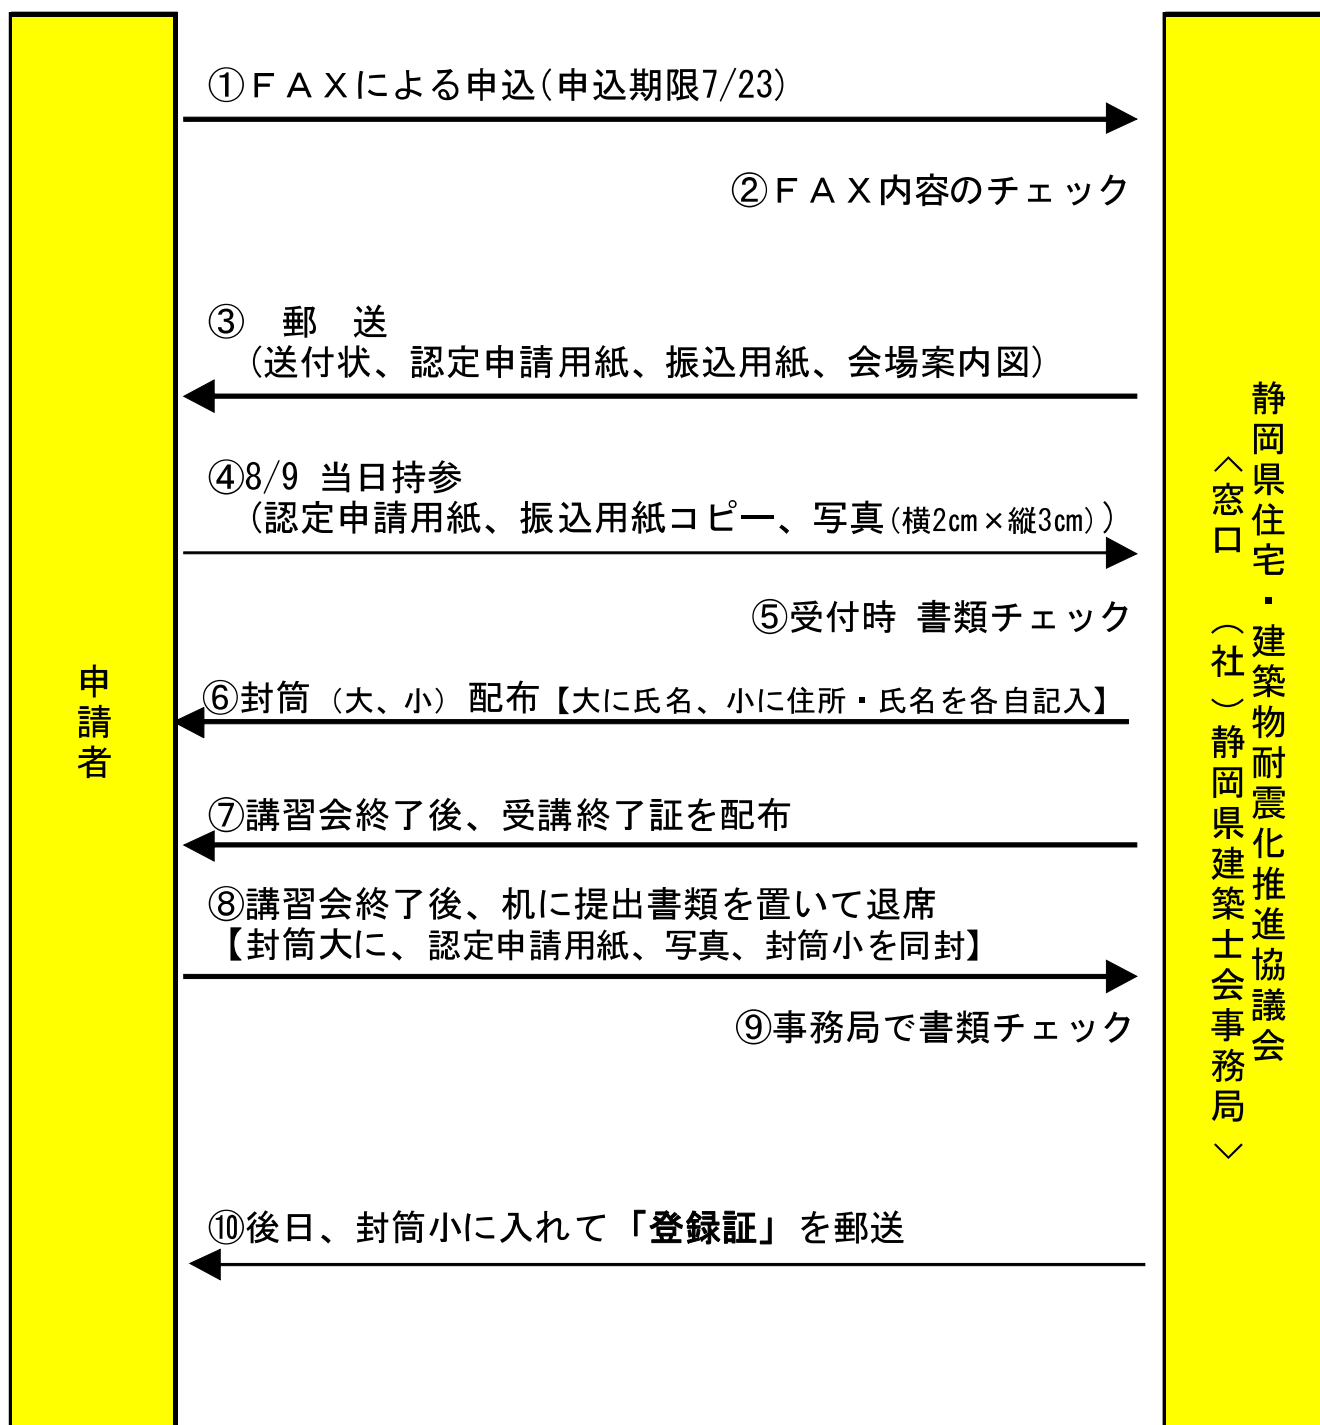 ①ＦＡＸによる申込(申込期限7/23)
②ＦＡＸ内容のチェック
③　郵　送
(送付状、認定申請用紙、振込用紙、会場案内図)
④8/9 当日持参
(認定申請用紙、振込用紙コピー、写真(横2㎝×縦3㎝))
⑤受付時 書類チェック
⑥封筒（大、小）配布【大に氏名、小に住所・氏名を各自記入】
⑦講習会終了後、受講終了証を配布
⑧講習会終了後、机に提出書類を置いて退席
【封筒大に、認定申請用紙、写真、封筒小を同封】
⑨事務局で書類チェック
⑩後日、封筒小に入れて「登録証」を郵送
申請者
静岡県住宅・建築物耐震化推進協議会
〈窓口　（社）静岡県建築士会事務局〉